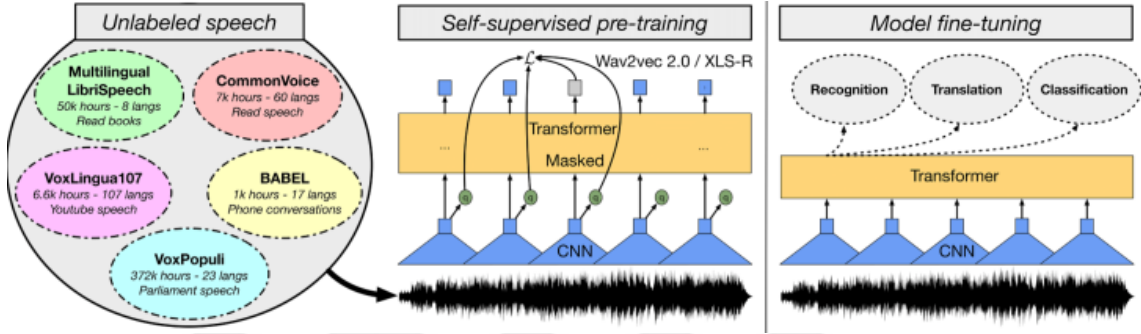 Unlabeled speech
Multilingual
LibriSpeech
50k hours - 8 langs
Read books
CommonVoice
7k hours - 60 langs
Read speech
VoxLingua107
6.6k hours - 107 langs
Youtube speech
BABEL
1k hours - 17 langs
Phone conversations
VoxPopuli
372k hours - 23 langs
Parliament speech
Self-supervised pre-training
ℒ
Wav2vec 2.0 / XLS-R
Transformer
... ...
Masked
q q q q q
CNN
Model fine-tuning
Recognition
Translation
Classification
Transformer
CNN